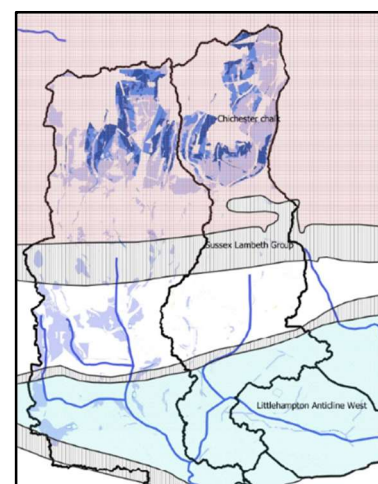 Chichester chalk
Sussex Lambeth Group
Littlehampton Anticline West